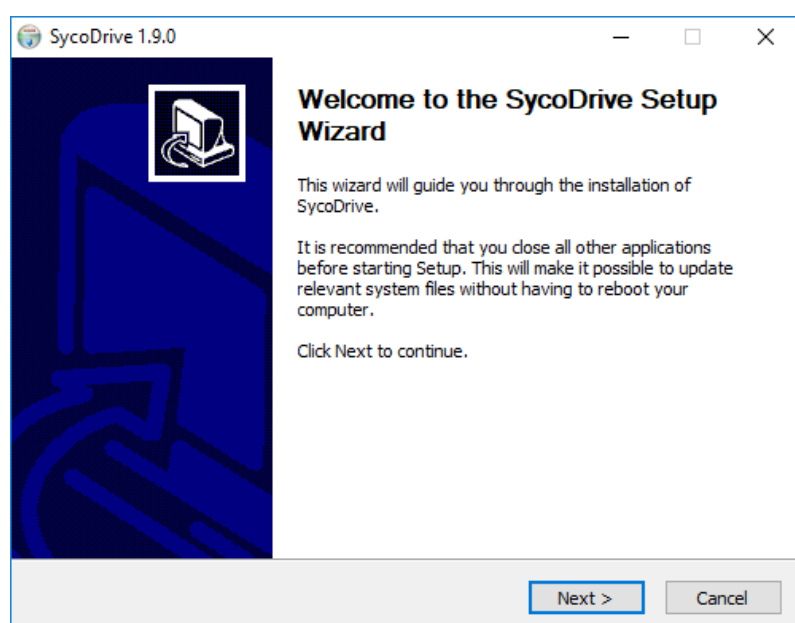 SycoDrive 1.9.0
Welcome to the SycoDrive Setup
Wizard
This wizard will guide you through the installation of
SycoDrive.
It is recommended that you close all other applications
before starting Setup. This will make it possible to update
relevant system files without having to reboot your
computer.
Click Next to continue.
Next >
Cancel